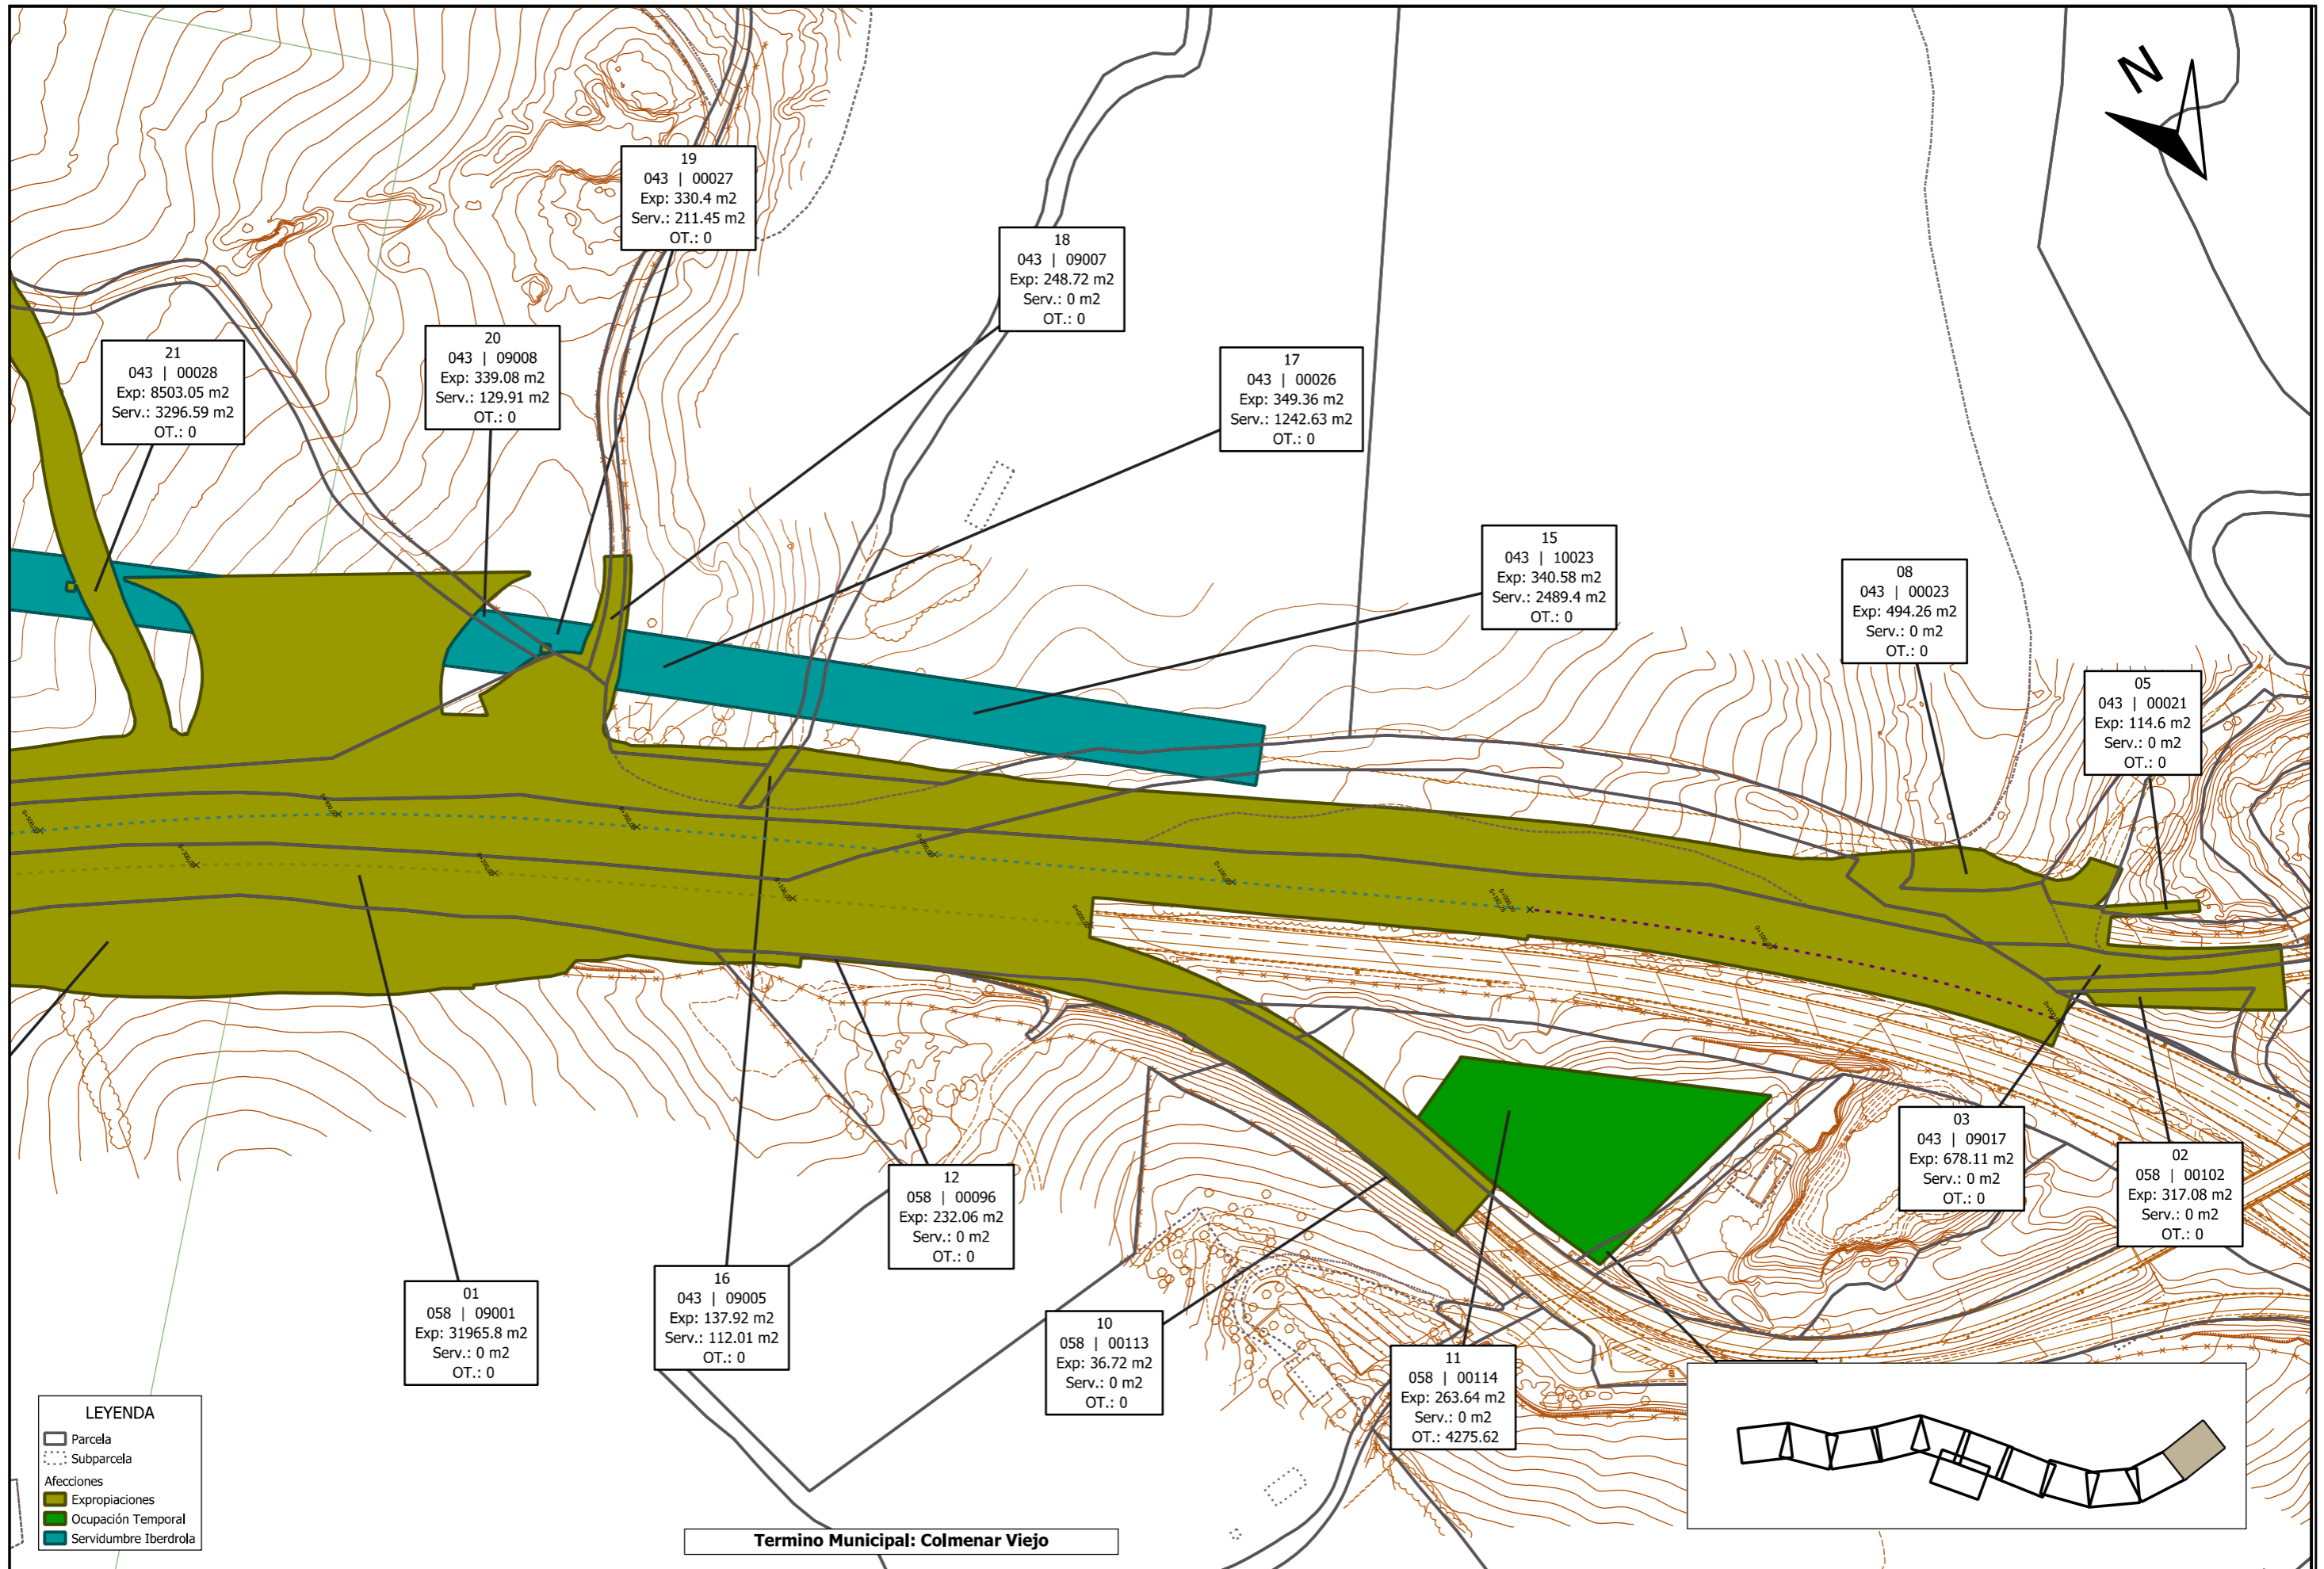 N
19
043 | 00027
Exp: 330.4 m2
Serv.: 211.45 m2
OT.: 0
18
043 | 09007
Exp: 248.72 m2
Serv.: 0 m2
OT.: 0
21
043 | 00028
Exp: 8503.05 m2
Serv.: 3296.59 m2
OT.: 0
20
043 | 09008
Exp: 339.08 m2
Serv.: 129.91 m2
OT.: 0
17
043 | 00026
Exp: 349.36 m2
Serv.: 1242.63 m2
OT.: 0
15
043 | 10023
Exp: 340.58 m2
Serv.: 2489.4 m2
OT.: 0
08
043 | 00023
Exp: 494.26 m2
Serv.: 0 m2
OT.: 0
05
043 | 00021
Exp: 114.6 m2
Serv.: 0 m2
OT.: 0
03
043 | 09017
Exp: 678.11 m2
Serv.: 0 m2
OT.: 0
02
058 | 00102
Exp: 317.08 m2
Serv.: 0 m2
OT.: 0
12
058 | 00096
Exp: 232.06 m2
Serv.: 0 m2
OT.: 0
01
058 | 09001
Exp: 31965.8 m2
Serv.: 0 m2
OT.: 0
16
043 | 09005
Exp: 137.92 m2
Serv.: 112.01 m2
OT.: 0
10
058 | 00113
Exp: 36.72 m2
Serv.: 0 m2
OT.: 0
11
058 | 00114
Exp: 263.64 m2
Serv.: 0 m2
OT.: 4275.62
LEYENDA
Parcela
Subparcela
Afecciones
Expropiaciones
Ocupación Temporal
Servidumbre Iberdrola
Termino Municipal: Colmenar Viejo